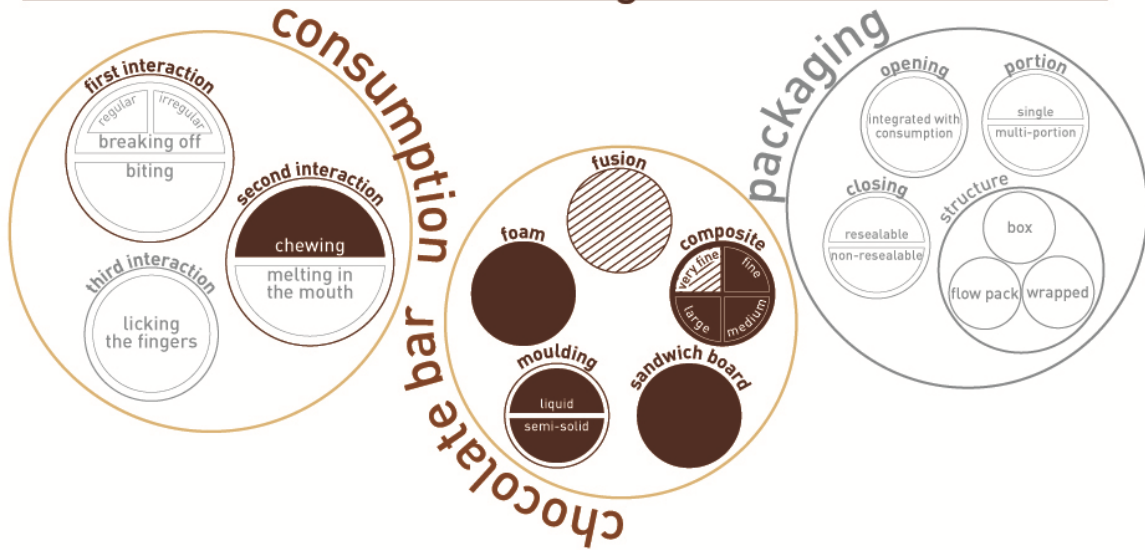 consumption
first interaction
regular
irregular
breaking off
biting
second interaction
chewing
melting in
the mouth
third interaction
licking
the fingers
chocolate bar
fusion
foam
composite
very fine
fine
large
medium
moulding
liquid
semi-solid
sandwich board
packaging
opening
integrated with
consumption
portion
single
multi-portion
closing
resealable
non-resealable
structure
box
flow pack
wrapped